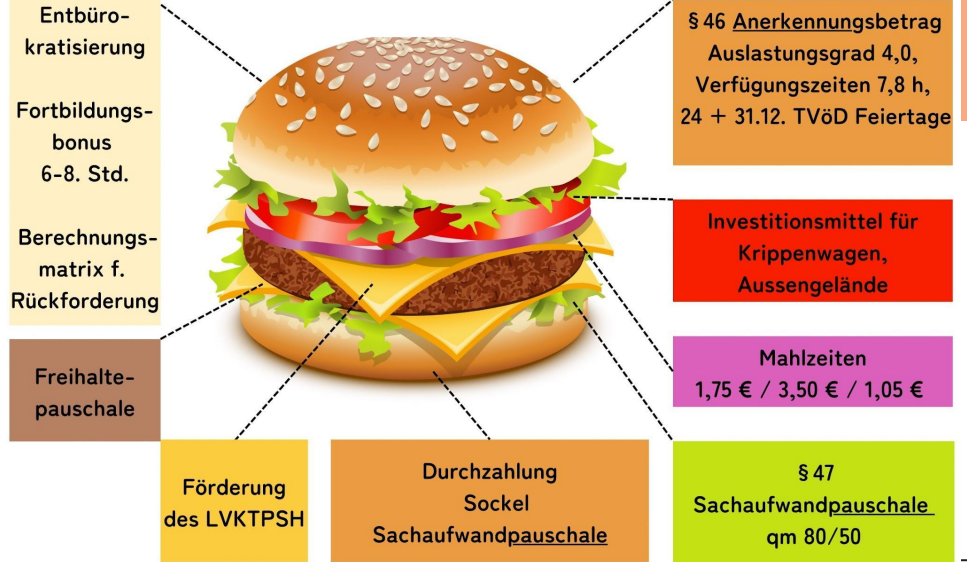 Entbüro-
kratisierung
Fortbildungs-
bonus
6-8. Std.
Berechnungs-
matrix f.
Rückforderung
§ 46 Anerkennungsbetrag
Auslastungsgrad 4,0,
Verfügungszeiten 7,8 h,
24 + 31.12. TVöD Feiertage
Investitionsmittel für
Krippenwagen,
Aussengelände
Freihalte-
pauschale
Mahlzeiten
1,75 € / 3,50 € / 1,05 €
Förderung
des LVKTPSH
Durchzahlung
Sockel
Sachaufwandpauschale
§ 47
Sachaufwandpauschale
qm 80/50